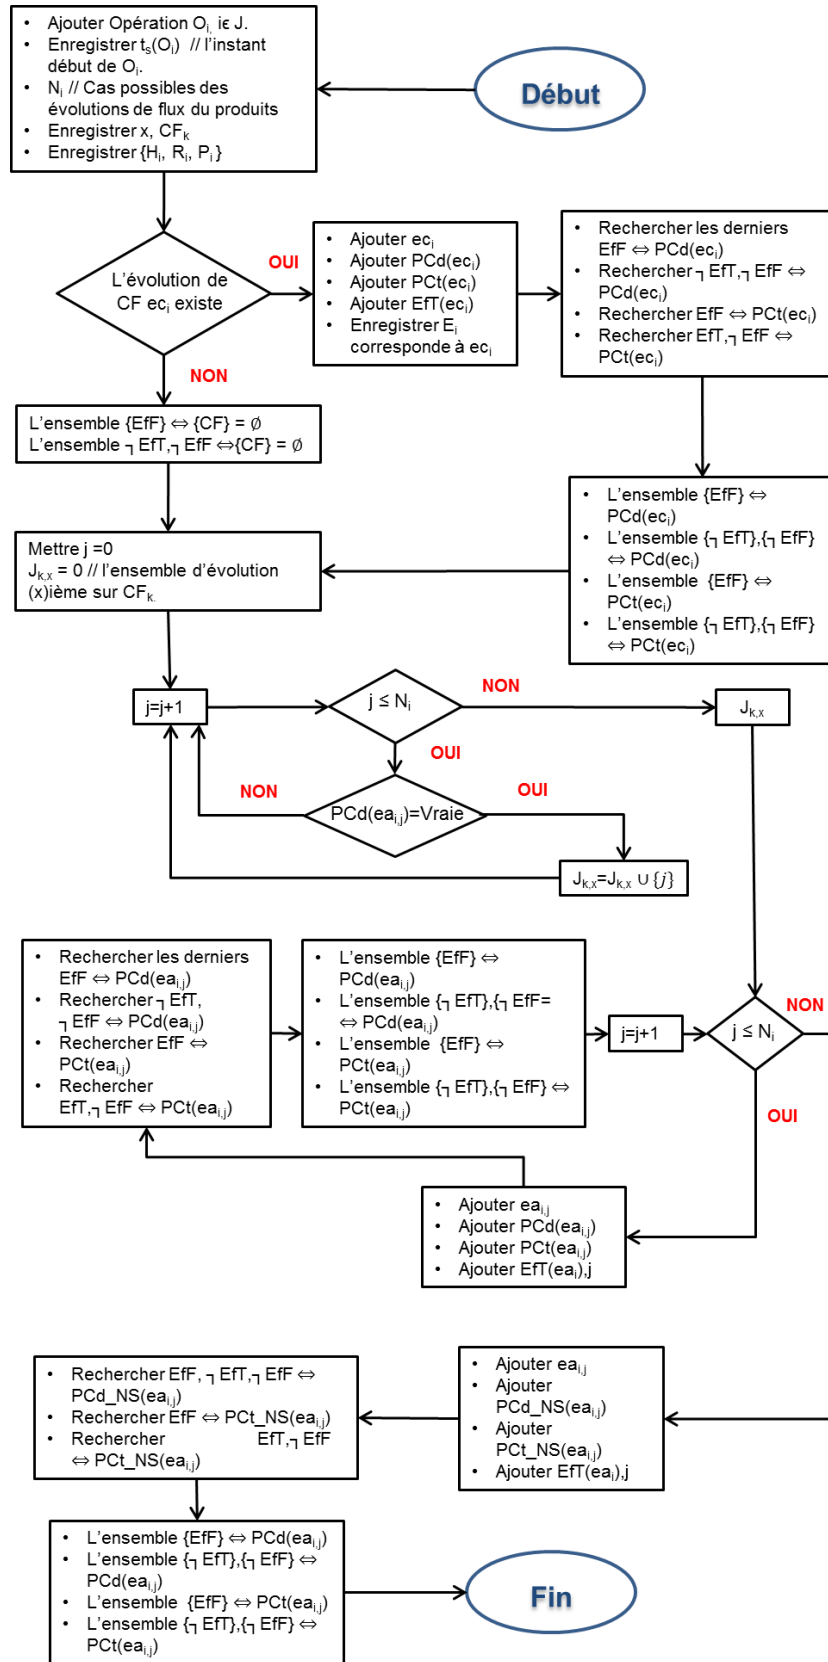 Début
• Ajouter Opération Oᵢ, iε J.
• Enregistrer tₛ(Oᵢ) // l'instant
début de Oᵢ.
• Nᵢ // Cas possibles des
évolutions de flux du produits
• Enregistrer x, CFₖ
• Enregistrer {Hᵢ, Rᵢ, Pᵢ}
L'évolution de
CF ecᵢ existe
OUI
NON
• Ajouter ecᵢ
• Ajouter PCd(ecᵢ)
• Ajouter PCt(ecᵢ)
• Ajouter EfT(ecᵢ)
• Enregistrer Eᵢ
corresponde à ecᵢ
• Rechercher les derniers
EfF ⇔ PCd(ecᵢ)
• Rechercher ┐EfT,┐EfF ⇔
PCd(ecᵢ)
• Rechercher EfF ⇔ PCt(ecᵢ)
• Rechercher EfT,┐EfF ⇔
PCt(ecᵢ)
L'ensemble {EfF} ⇔ {CF} = ∅
L'ensemble ┐EfT,┐EfF ⇔{CF} = ∅
• L'ensemble {EfF} ⇔
PCd(ecᵢ)
• L'ensemble {┐EfT},{┐EfF}
⇔ PCd(ecᵢ)
• L'ensemble {EfF} ⇔
PCt(ecᵢ)
• L'ensemble {┐EfT},{┐EfF}
⇔ PCt(ecᵢ)
Mettre j =0
Jₖ,ₓ = 0 // l'ensemble d'évolution
(x)ième sur CFₖ.
j=j+1
j ≤ Nᵢ
NON
Jₖ,ₓ
OUI
PCd(eaᵢ,ⱼ)=Vraie
NON
OUI
Jₖ,ₓ=Jₖ,ₓ ∪ {j}
• Rechercher les derniers
EfF ⇔ PCd(eaᵢ,ⱼ)
• Rechercher ┐EfT,
┐EfF ⇔ PCd(eaᵢ,ⱼ)
• Rechercher EfF ⇔
PCt(eaᵢ,ⱼ)
• Rechercher
EfT,┐EfF ⇔ PCt(eaᵢ,ⱼ)
• L'ensemble {EfF} ⇔
PCd(eaᵢ,ⱼ)
• L'ensemble {┐EfT},{┐EfF=
⇔ PCd(eaᵢ,ⱼ)
• L'ensemble {EfF} ⇔
PCt(eaᵢ,ⱼ)
• L'ensemble {┐EfT},{┐EfF} ⇔
PCt(eaᵢ,ⱼ)
j=j+1
j ≤ Nᵢ
NON
OUI
• Ajouter eaᵢ,ⱼ
• Ajouter PCd(eaᵢ,ⱼ)
• Ajouter PCt(eaᵢ,ⱼ)
• Ajouter EfT(eaᵢ),j
• Ajouter eaᵢ,ⱼ
• Ajouter
PCd_NS(eaᵢ,ⱼ)
• Ajouter
PCt_NS(eaᵢ,ⱼ)
• Ajouter EfT(eaᵢ),j
• Rechercher EfF, ┐EfT,┐EfF ⇔
PCd_NS(eaᵢ,ⱼ)
• Rechercher EfF ⇔ PCt_NS(eaᵢ,ⱼ)
• Rechercher EfT,┐EfF
⇔ PCt_NS(eaᵢ,ⱼ)
• L'ensemble {EfF} ⇔ PCd(eaᵢ,ⱼ)
• L'ensemble {┐EfT},{┐EfF} ⇔
PCd(eaᵢ,ⱼ)
• L'ensemble {EfF} ⇔ PCt(eaᵢ,ⱼ)
• L'ensemble {┐EfT},{┐EfF} ⇔
PCt(eaᵢ,ⱼ)
Fin